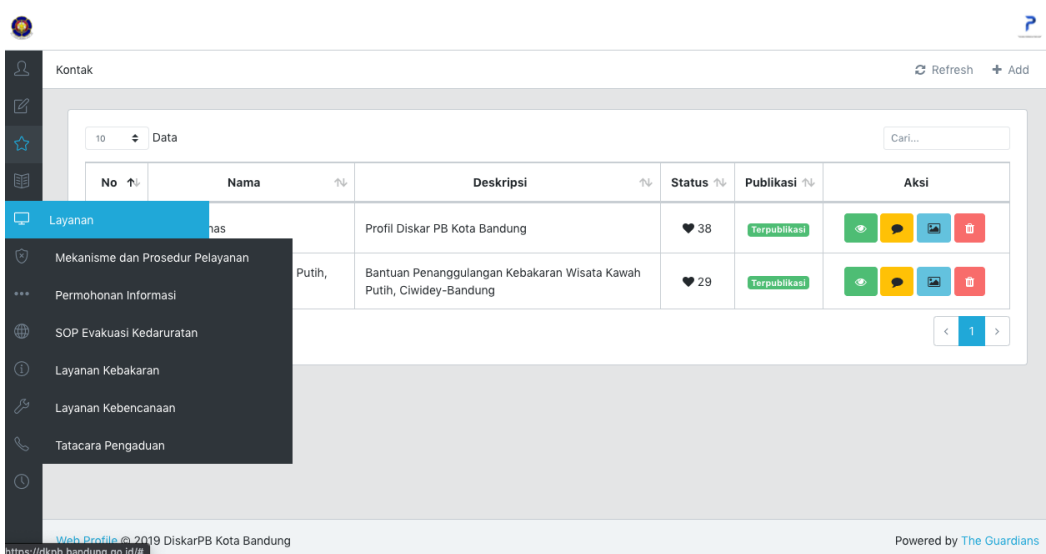 Kontak
Refresh
Add
10 Data
Cari...
No Nama Deskripsi Status Publikasi Aksi
Layanan
nas Profil Diskar PB Kota Bandung 38 Terpublikasi
Mekanisme dan Prosedur Pelayanan
Putih, Bantuan Penanggulangan Kebakaran Wisata Kawah
Putih, Ciwidey-Bandung 29 Terpublikasi
Permohonan Informasi
SOP Evakuasi Kedaruratan
< 1 >
Layanan Kebakaran
Layanan Kebencanaan
Tatacara Pengaduan
Web Profile © 2019 DiskarPB Kota Bandung
Powered by The Guardians
https://dkpb.bandung.go.id/#